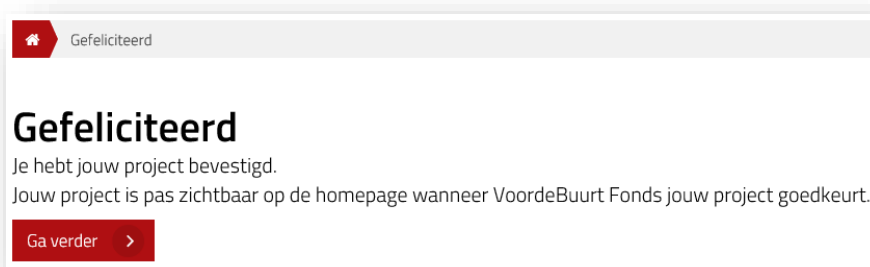 Gefeliciteerd
Gefeliciteerd
Je hebt jouw project bevestigd.
Jouw project is pas zichtbaar op de homepage wanneer VoordeBuurt Fonds jouw project goedkeurt.
Ga verder